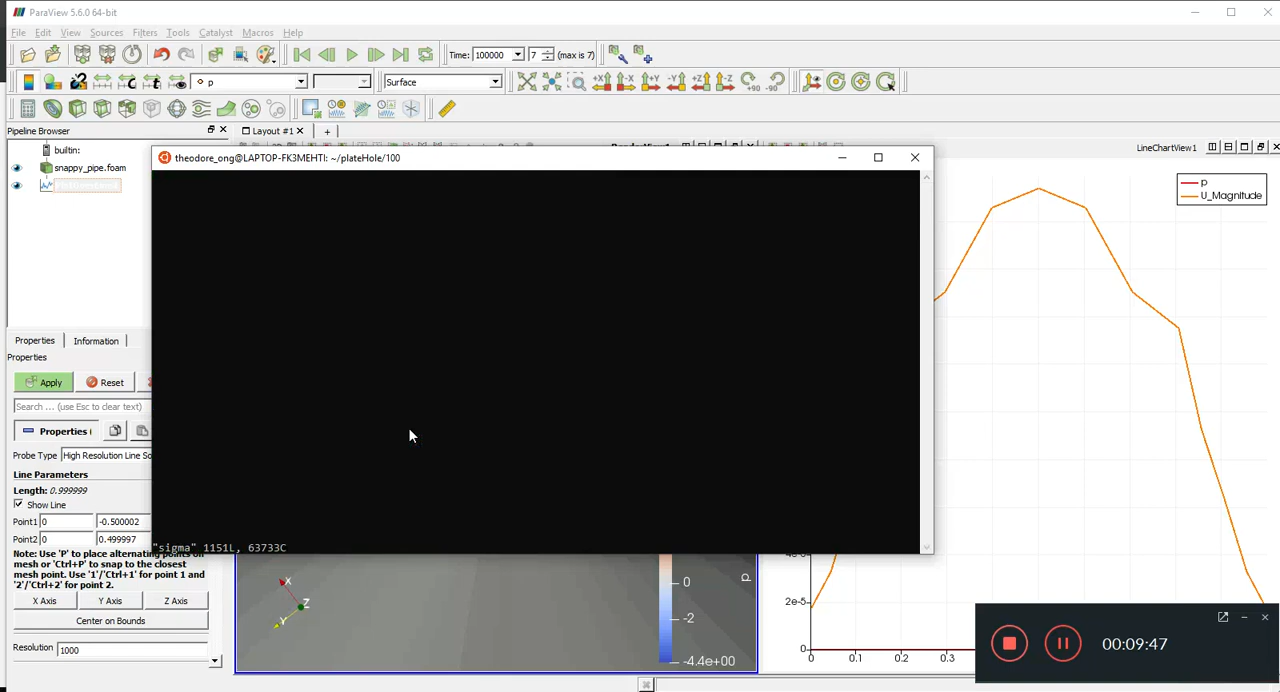 ParaView 5.6.0 64-bit
File Edit View Sources Filters Tools Catalyst Macros Help
Time: 100000 7 (max is 7)
p Surface +X -X +Y -Y +Z -Z +90 -90
Pipeline Browser
Layout #1
builtin:
snappy_pipe.foam
LineChartView1
theodore_ong@LAPTOP-FK3MEHTI: ~/plateHole/100
p
U_Magnitude
Properties Information
Properties
Apply Reset
Search ... (use Esc to clear text)
Properties (
Probe Type High Resolution Line So
Line Parameters
Length: 0.999999
Show Line
Point1 0 -0.500002
Point2 0 0.499997
Note: Use 'P' to place alternating points on
mesh or 'Ctrl+P' to snap to the closest
mesh point. Use '1'/'Ctrl+1' for point 1 and
'2'/'Ctrl+2' for point 2.
X Axis Y Axis Z Axis
Center on Bounds
Resolution 1000
"sigma" 1151L, 63733C
X
Y
Z
0
-2
-4.4e+00
p
2e-5
0
0 0.1 0.2 0.3
00:09:47